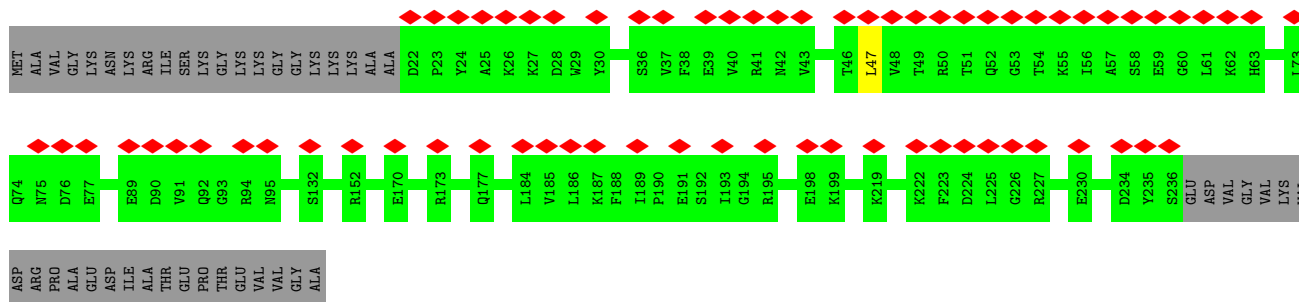 MET ALA VAL GLY LYS ASN LYS ARG ILE SER LYS GLY LYS LYS GLY GLY LYS LYS LYS ALA ALA D22 P23 Y24 A25 K26 K27 D28 W29 Y30 S36 V37 F38 E39 V40 R41 N42 V43 T46 L47 V48 T49 R50 T51 Q52 G53 T54 K55 I56 A57 S58 E59 G60 L61 K62 H63 L73
Q74 N75 D76 E77 E89 D90 V91 Q92 G93 R94 N95 S132 R152 E170 R173 Q177 L184 V185 L186 K187 F188 I189 P190 E191 S192 I193 G194 R195 E198 K199 K219 K222 F223 D224 L225 G226 R227 E230 D234 Y235 S236 GLU ASP VAL GLY VAL LYS
ASP ARG PRO ALA GLU ASP ILE ALA THR GLU PRO THR GLU VAL VAL GLY ALA